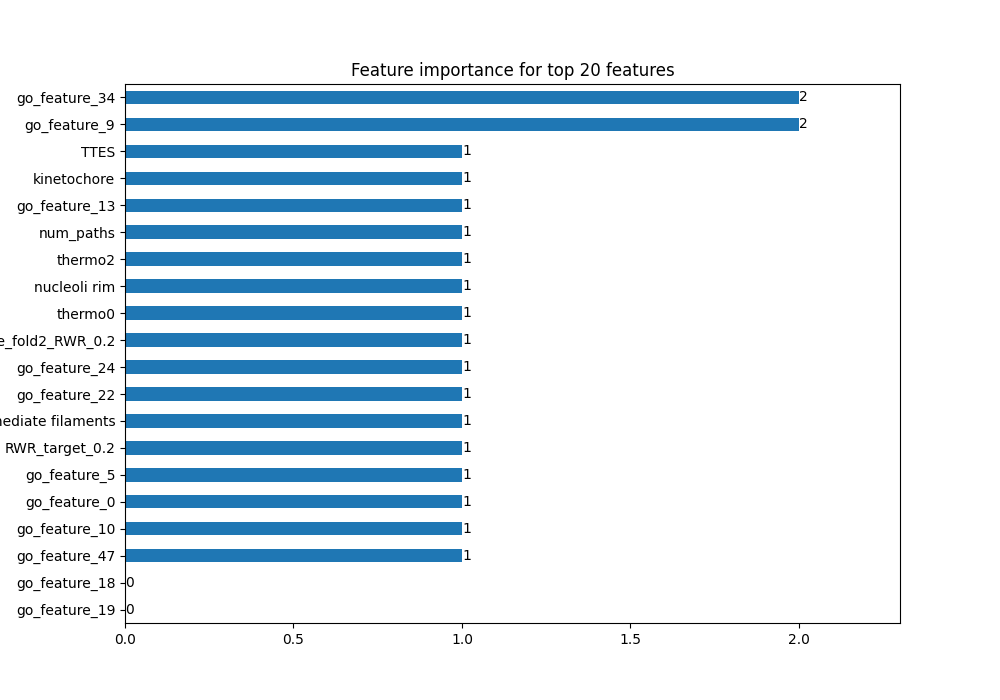 Feature importance for top 20 features
go_feature_34 2
go_feature_9 2
TTES 1
kinetochore 1
go_feature_13 1
num_paths 1
thermo2 1
nucleoli rim 1
thermo0 1
e_fold2_RWR_0.2 1
go_feature_24 1
go_feature_22 1
mediate filaments 1
RWR_target_0.2 1
go_feature_5 1
go_feature_0 1
go_feature_10 1
go_feature_47 1
go_feature_18 0
go_feature_19 0
0.0 0.5 1.0 1.5 2.0